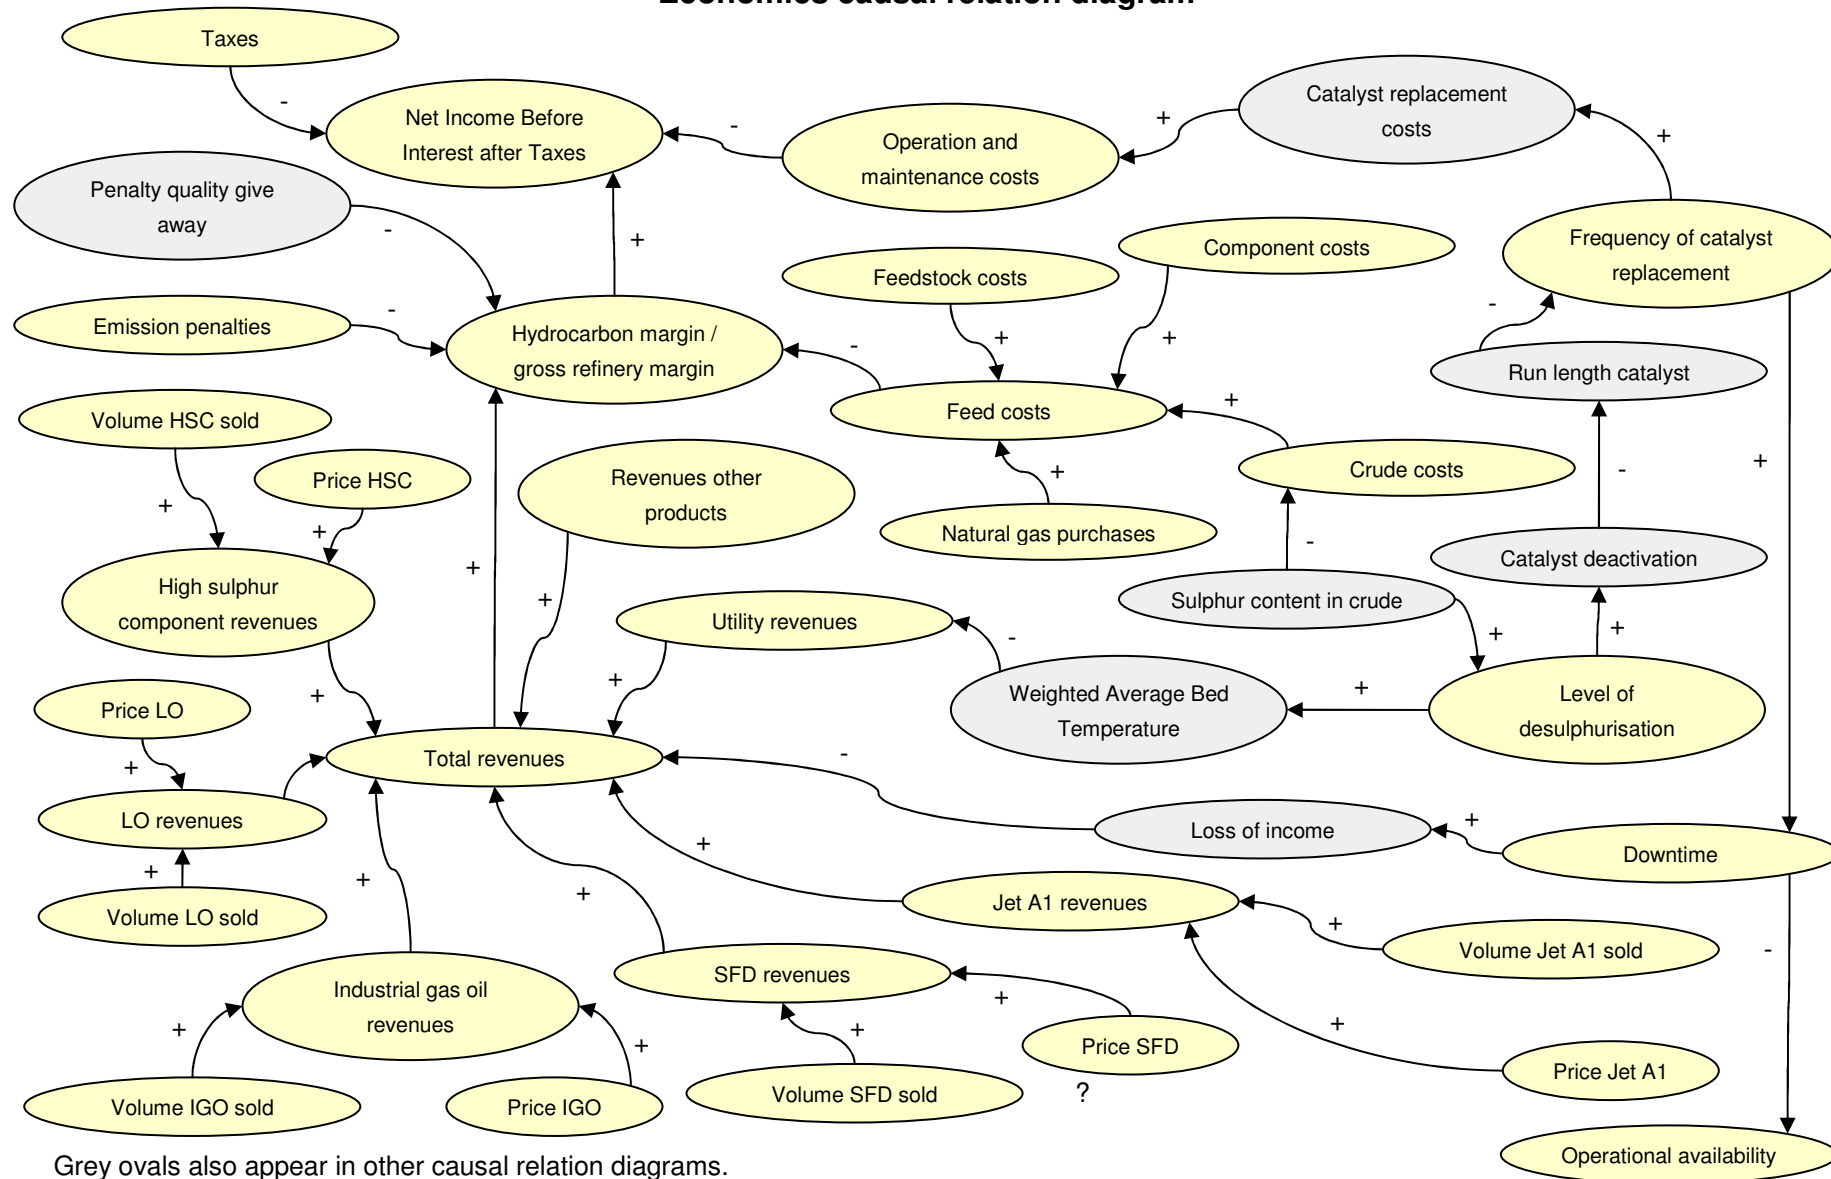 Economics causal relation diagram
Taxes
-
Net Income Before
Interest after Taxes
-
Operation and
maintenance costs
+
Catalyst replacement
costs
+
Penalty quality give
away
-
+
Component costs
Frequency of catalyst
replacement
Feedstock costs
-
Emission penalties
-
Hydrocarbon margin /
gross refinery margin
-
+
+
Run length catalyst
Feed costs
+
Volume HSC sold
Price HSC
Revenues other
products
+
Crude costs
-
+
+
+
Natural gas purchases
-
Catalyst deactivation
High sulphur
component revenues
+
+
Sulphur content in crude
+
+
Utility revenues
-
+
+
Weighted Average Bed
Temperature
+
Level of
desulphurisation
Price LO
+
Total revenues
-
LO revenues
+
Volume LO sold
+
+
+
Loss of income
+
Downtime
Jet A1 revenues
+
Volume Jet A1 sold
-
Industrial gas oil
revenues
SFD revenues
+
+
+
+
+
Price SFD
?
Price Jet A1
Volume IGO sold
Price IGO
Volume SFD sold
Operational availability
Grey ovals also appear in other causal relation diagrams.